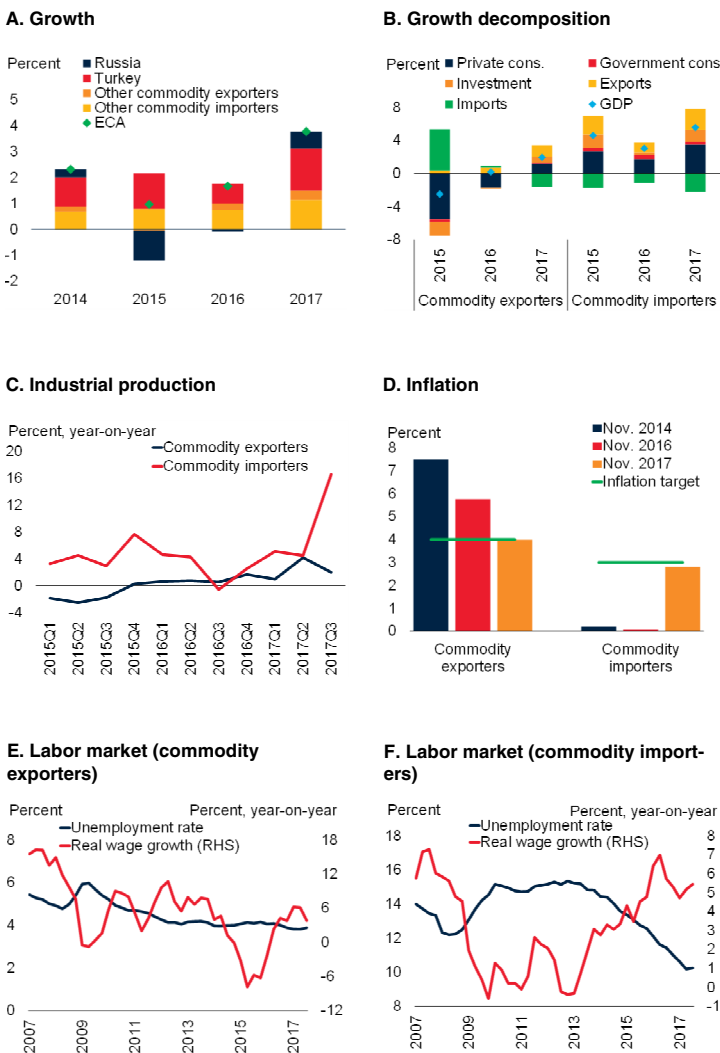 A. Growth
Percent
Russia
Turkey
Other commodity exporters
Other commodity importers
ECA
5
4
3
2
1
0
-1
-2
2014 2015 2016 2017
B. Growth decomposition
Percent
Private cons.
Government cons
Investment
Exports
Imports
GDP
8
4
0
-4
-8
2015 2016 2017 2015 2016 2017
Commodity exporters Commodity importers
C. Industrial production
Percent, year-on-year
Commodity exporters
Commodity importers
20
16
12
8
4
0
-4
2015Q1 2015Q2 2015Q3 2015Q4 2016Q1 2016Q2 2016Q3 2016Q4 2017Q1 2017Q2 2017Q3
D. Inflation
Percent
Nov. 2014
Nov. 2016
Nov. 2017
Inflation target
8
7
6
5
4
3
2
1
0
Commodity
exporters
Commodity
importers
E. Labor market (commodity
exporters)
Percent
Percent, year-on-year
Unemployment rate
Real wage growth (RHS)
8
6
4
2
0
18
12
6
0
-6
-12
2007 2009 2011 2013 2015 2017
F. Labor market (commodity import-
ers)
Percent
Percent, year-on-year
Unemployment rate
Real wage growth (RHS)
18
16
14
12
10
8
8
7
6
5
4
3
2
1
0
-1
2007 2009 2011 2013 2015 2017